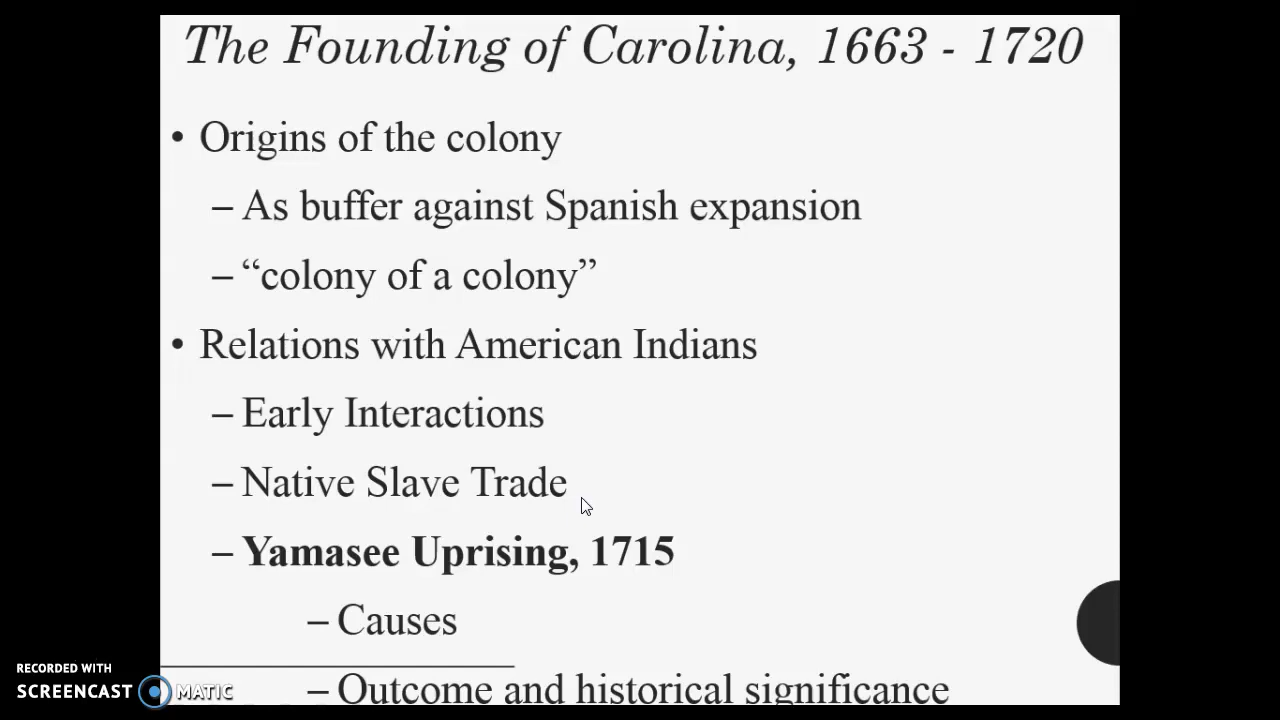 The Founding of Carolina, 1663 - 1720
• Origins of the colony
– As buffer against Spanish expansion
– “colony of a colony”
• Relations with American Indians
– Early Interactions
– Native Slave Trade
– Yamasee Uprising, 1715
– Causes
– Outcome and historical significance
RECORDED WITH
SCREENCAST MATIC